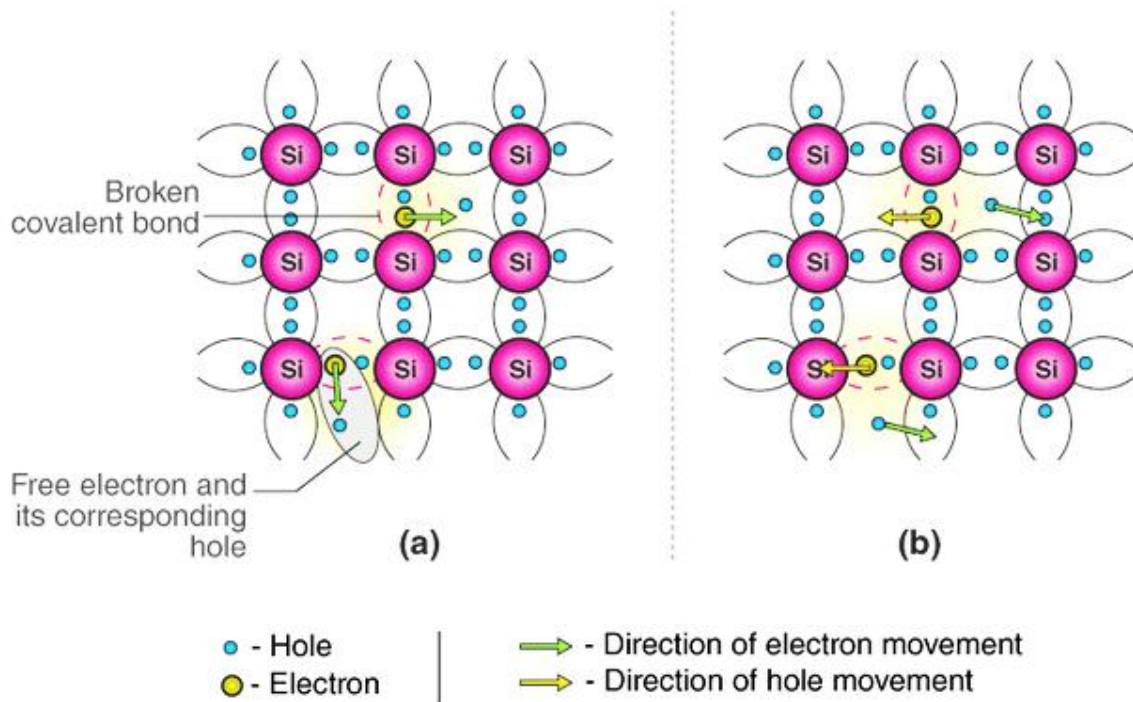 Si Si Si
Si Si Si
Broken
covalent bond
Si Si Si
Si Si Si
Si Si Si
Si Si Si
Free electron and
its corresponding
hole
(a)
(b)
- Hole
- Electron
- Direction of electron movement
- Direction of hole movement